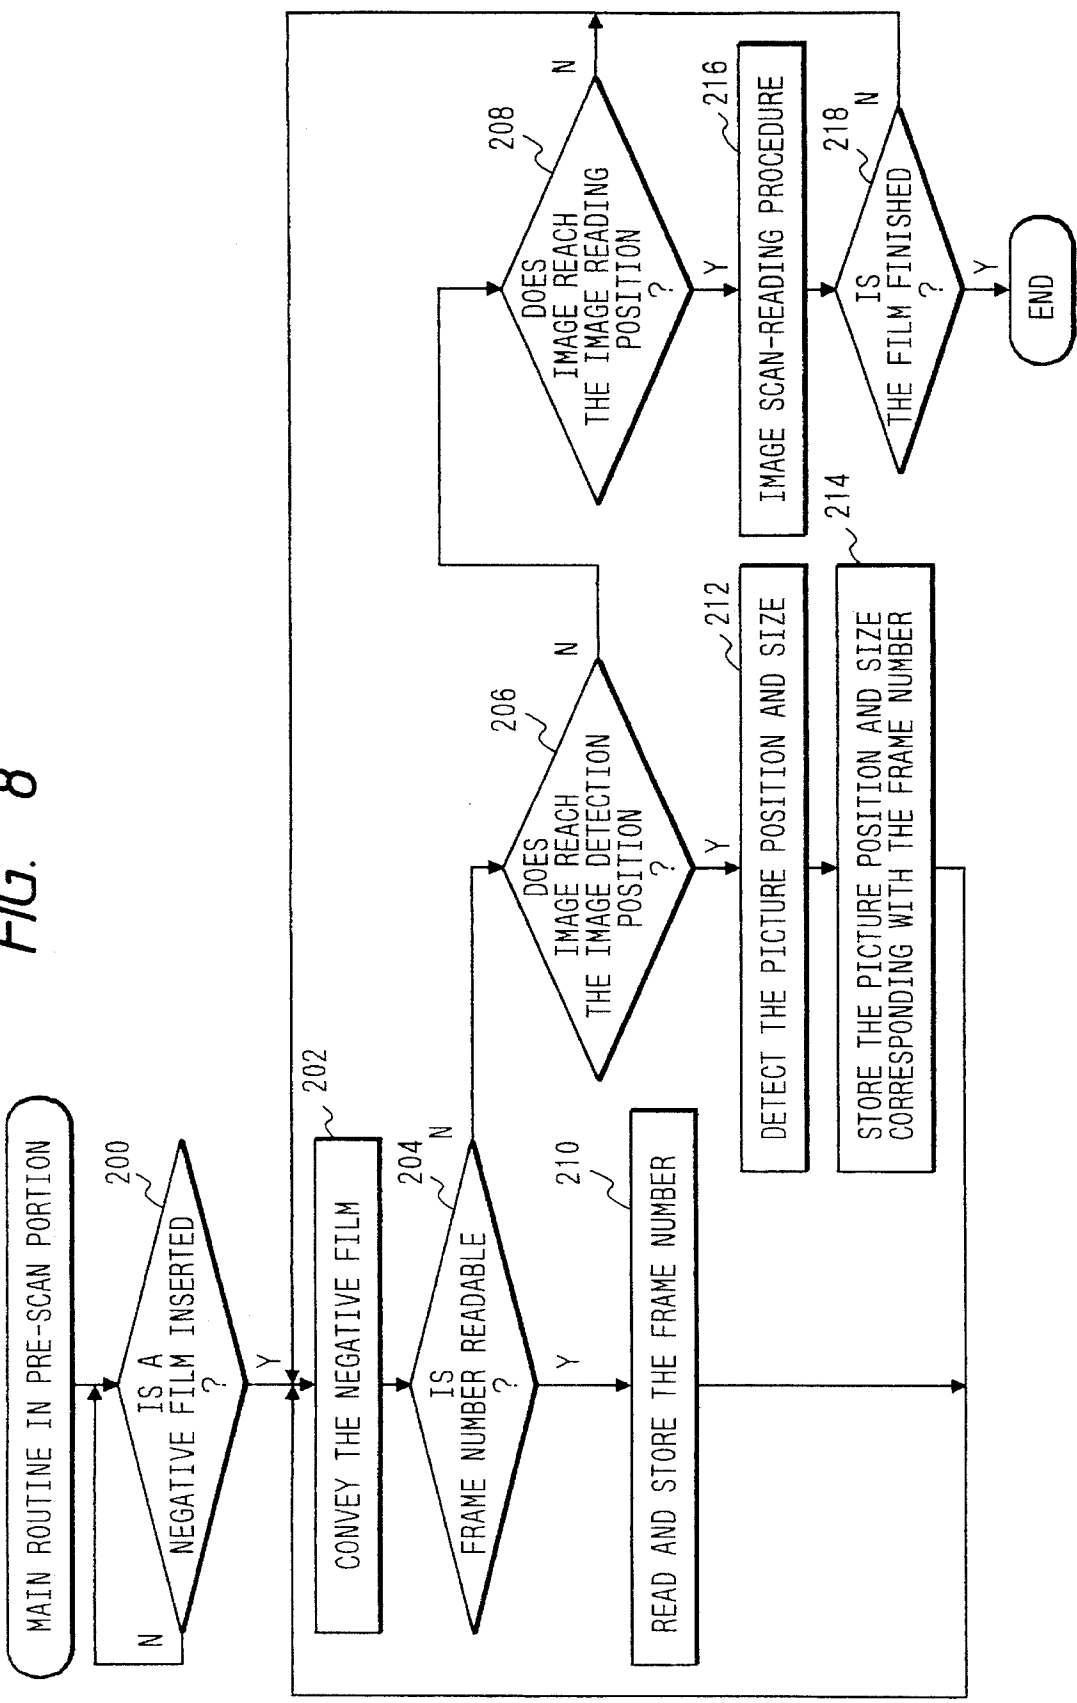 FIG. 8
MAIN ROUTINE IN PRE-SCAN PORTION
200
IS A
NEGATIVE FILM INSERTED
?
N
Y
202
CONVEY THE NEGATIVE FILM
204
IS
FRAME NUMBER READABLE
?
N
Y
210
READ AND STORE THE FRAME NUMBER
206
DOES
IMAGE REACH
THE IMAGE DETECTION
POSITION
?
N
Y
212
DETECT THE PICTURE POSITION AND SIZE
214
STORE THE PICTURE POSITION AND SIZE
CORRESPONDING WITH THE FRAME NUMBER
208
DOES
IMAGE REACH
THE IMAGE READING
POSITION
?
N
Y
216
IMAGE SCAN-READING PROCEDURE
218
IS
THE FILM FINISHED
?
N
Y
END